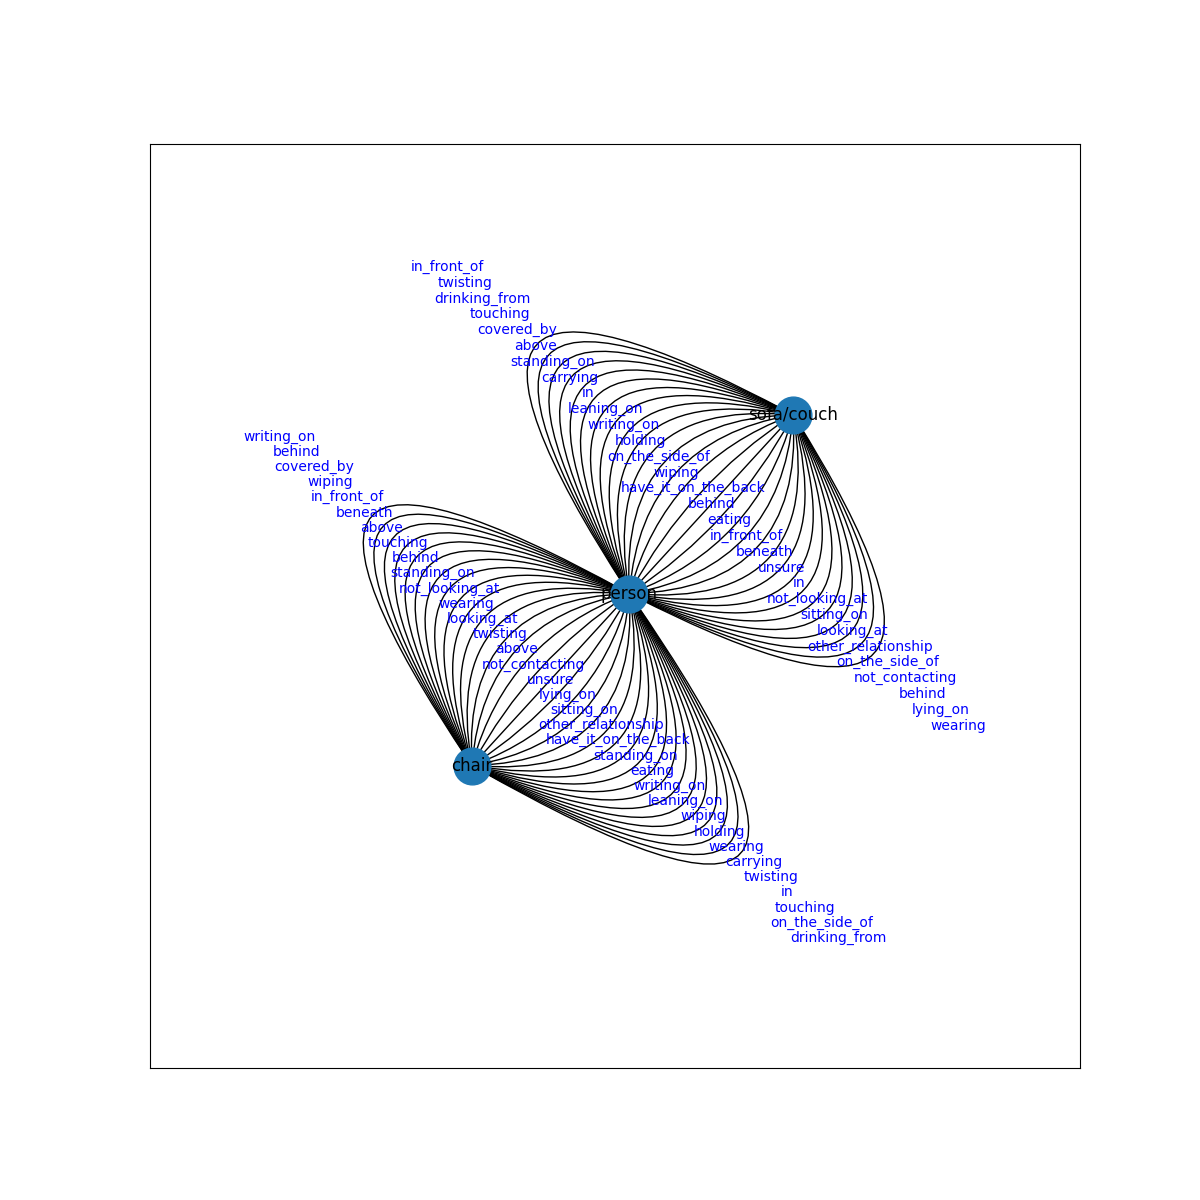 in_front_of
twisting
drinking_from
touching
covered_by
above
standing_on
carrying
in
leaning_on
writing_on
holding
on_the_side_of
wiping
have_it_on_the_back
behind
eating
in_front_of
beneath
unsure
in
not_looking_at
sitting_on
looking_at
other_relationship
on_the_side_of
not_contacting
behind
lying_on
wearing
sofa/couch
person
writing_on
behind
covered_by
wiping
in_front_of
beneath
above
touching
behind
standing_on
not_looking_at
wearing
looking_at
twisting
above
not_contacting
unsure
lying_on
sitting_on
other_relationship
have_it_on_the_back
standing_on
eating
writing_on
leaning_on
wiping
holding
wearing
carrying
twisting
in
touching
on_the_side_of
drinking_from
chair